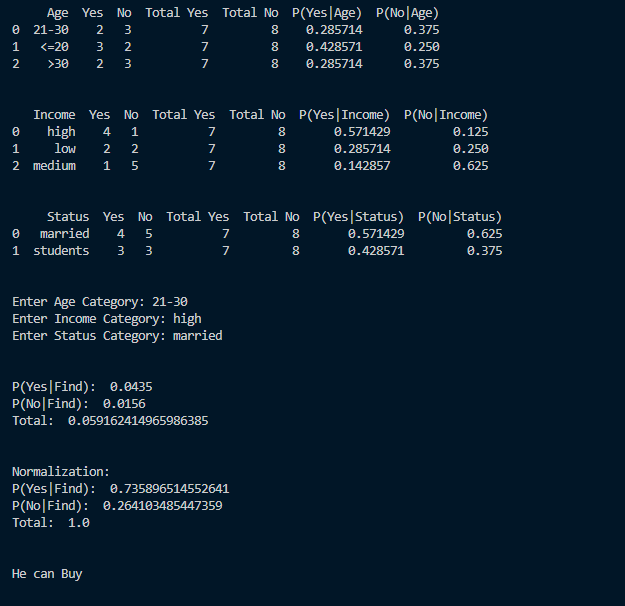 Age Yes No Total Yes Total No P(Yes|Age) P(No|Age)
0 21-30 2 3 7 8 0.285714 0.375
1 <=20 3 2 7 8 0.428571 0.250
2 >30 2 3 7 8 0.285714 0.375
Income Yes No Total Yes Total No P(Yes|Income) P(No|Income)
0 high 4 1 7 8 0.571429 0.125
1 low 2 2 7 8 0.285714 0.250
2 medium 1 5 7 8 0.142857 0.625
Status Yes No Total Yes Total No P(Yes|Status) P(No|Status)
0 married 4 5 7 8 0.571429 0.625
1 students 3 3 7 8 0.428571 0.375
Enter Age Category: 21-30
Enter Income Category: high
Enter Status Category: married
P(Yes|Find): 0.0435
P(No|Find): 0.0156
Total: 0.059162414965986385
Normalization:
P(Yes|Find): 0.735896514552641
P(No|Find): 0.264103485447359
Total: 1.0
He can Buy